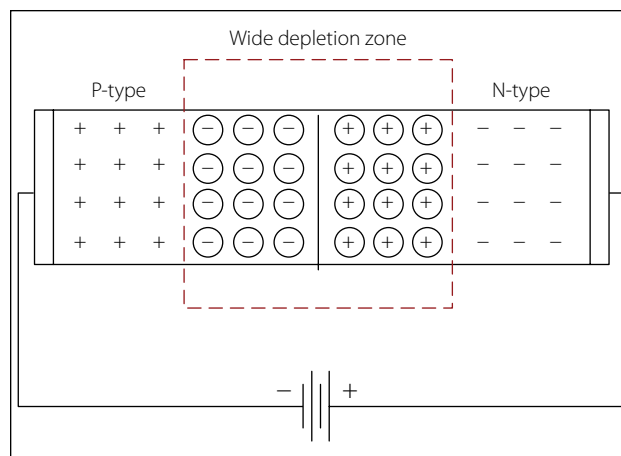 Wide depletion zone
P-type
N-type
+ + + − − − + + + − − −
+ + + − − − + + + − − −
+ + + − − − + + + − − −
+ + + − − − + + + − − −
− +